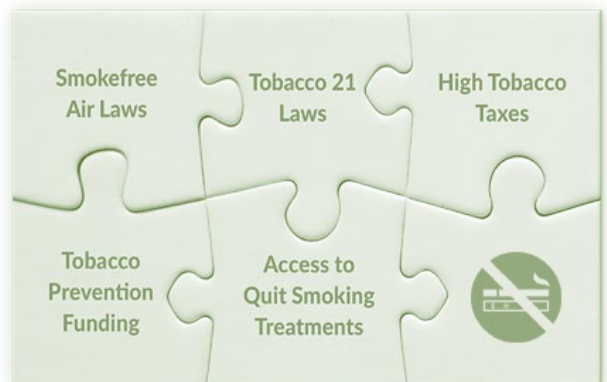 Smokefree
Air Laws
Tobacco 21
Laws
High Tobacco
Taxes
Tobacco
Prevention
Funding
Access to
Quit Smoking
Treatments